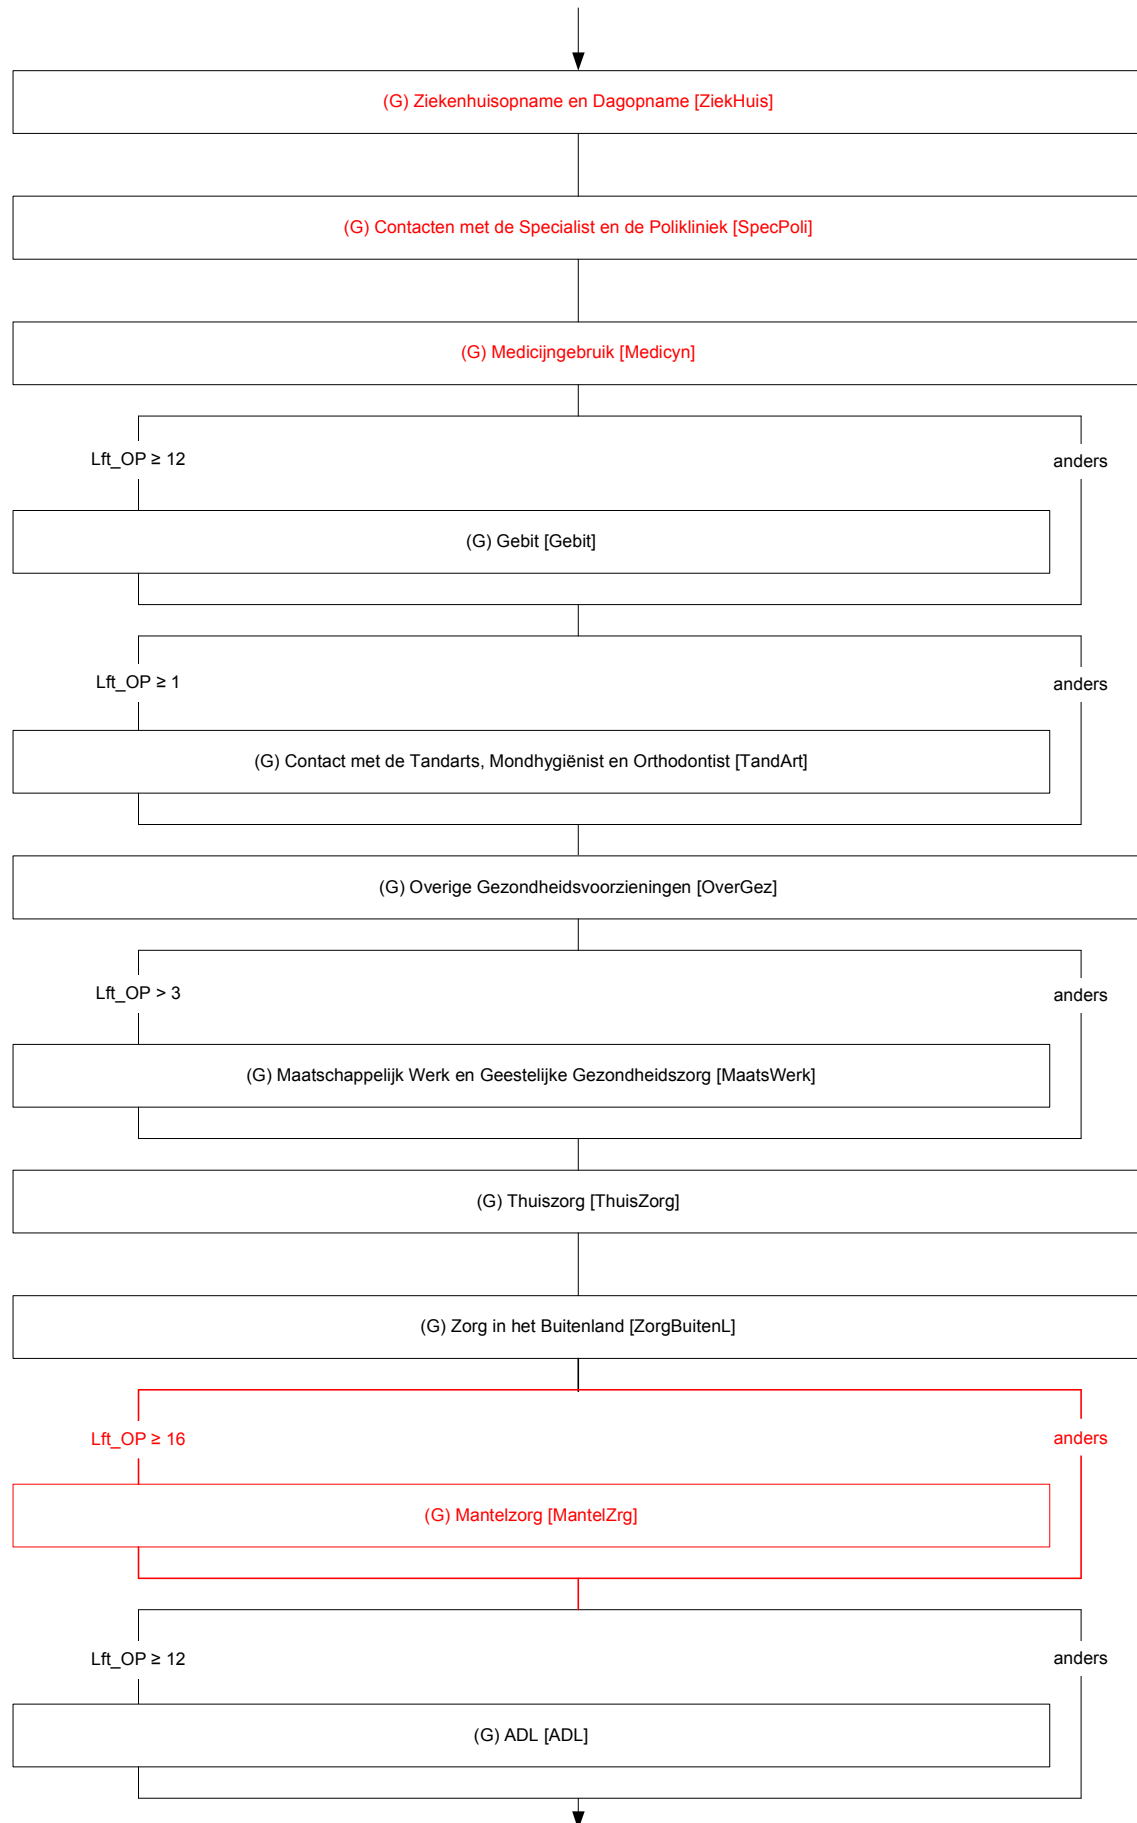 (G) Ziekenhuisopname en Dagopname [ZiekHuis]
(G) Contacten met de Specialist en de Polikliniek [SpecPoli]
(G) Medicijngebruik [Medicyn]
Lft_OP ≥ 12
anders
(G) Gebit [Gebit]
Lft_OP ≥ 1
anders
(G) Contact met de Tandarts, Mondhygiënist en Orthodontist [TandArt]
(G) Overige Gezondheidsvoorzieningen [OverGez]
Lft_OP > 3
anders
(G) Maatschappelijk Werk en Geestelijke Gezondheidszorg [MaatsWerk]
(G) Thuiszorg [ThuisZorg]
(G) Zorg in het Buitenland [ZorgBuitenL]
Lft_OP ≥ 16
anders
(G) Mantelzorg [MantelZrg]
Lft_OP ≥ 12
anders
(G) ADL [ADL]